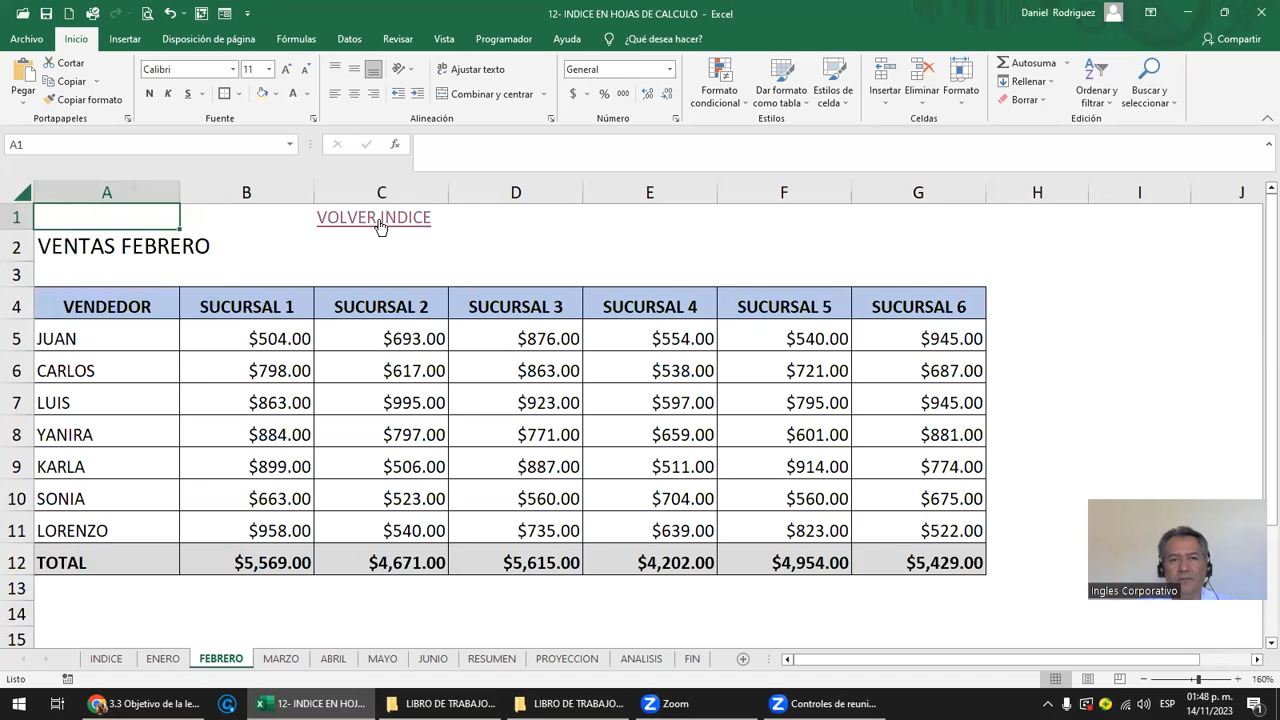 12- INDICE EN HOJAS DE CALCULO - Excel
Daniel Rodriguez
Archivo Inicio Insertar Disposición de página Fórmulas Datos Revisar Vista Programador Ayuda ¿Qué desea hacer? Compartir
Pegar
Cortar
Copiar
Copiar formato
Portapapeles
Calibri 11
N K S
Fuente
Ajustar texto
Combinar y centrar
Alineación
General
$ % 000
Número
Formato condicional
Dar formato como tabla
Estilos de celda
Estilos
Insertar Eliminar Formato
Celdas
Autosuma
Rellenar
Borrar
Ordenar y filtrar
Buscar y seleccionar
Edición
A1 fx
A B C D E F G H I J
1 VOLVER INDICE
2 VENTAS FEBRERO
3
4 VENDEDOR SUCURSAL 1 SUCURSAL 2 SUCURSAL 3 SUCURSAL 4 SUCURSAL 5 SUCURSAL 6
5 JUAN $504.00 $693.00 $876.00 $554.00 $540.00 $945.00
6 CARLOS $798.00 $617.00 $863.00 $538.00 $721.00 $687.00
7 LUIS $863.00 $995.00 $923.00 $597.00 $795.00 $945.00
8 YANIRA $884.00 $797.00 $771.00 $659.00 $601.00 $881.00
9 KARLA $899.00 $506.00 $887.00 $511.00 $914.00 $774.00
10 SONIA $663.00 $523.00 $560.00 $704.00 $560.00 $675.00
11 LORENZO $958.00 $540.00 $735.00 $639.00 $823.00 $522.00
12 TOTAL $5,569.00 $4,671.00 $5,615.00 $4,202.00 $4,954.00 $5,429.00
13
14
15
Ingles Corporativo
INDICE ENERO FEBRERO MARZO ABRIL MAYO JUNIO RESUMEN PROYECCION ANALISIS FIN
Listo 160%
3.3 Objetivo de la le... 12- INDICE EN HOJ... LIBRO DE TRABAJO... LIBRO DE TRABAJO... Zoom Controles de reuni... ESP 01:48 p. m.
14/11/2023